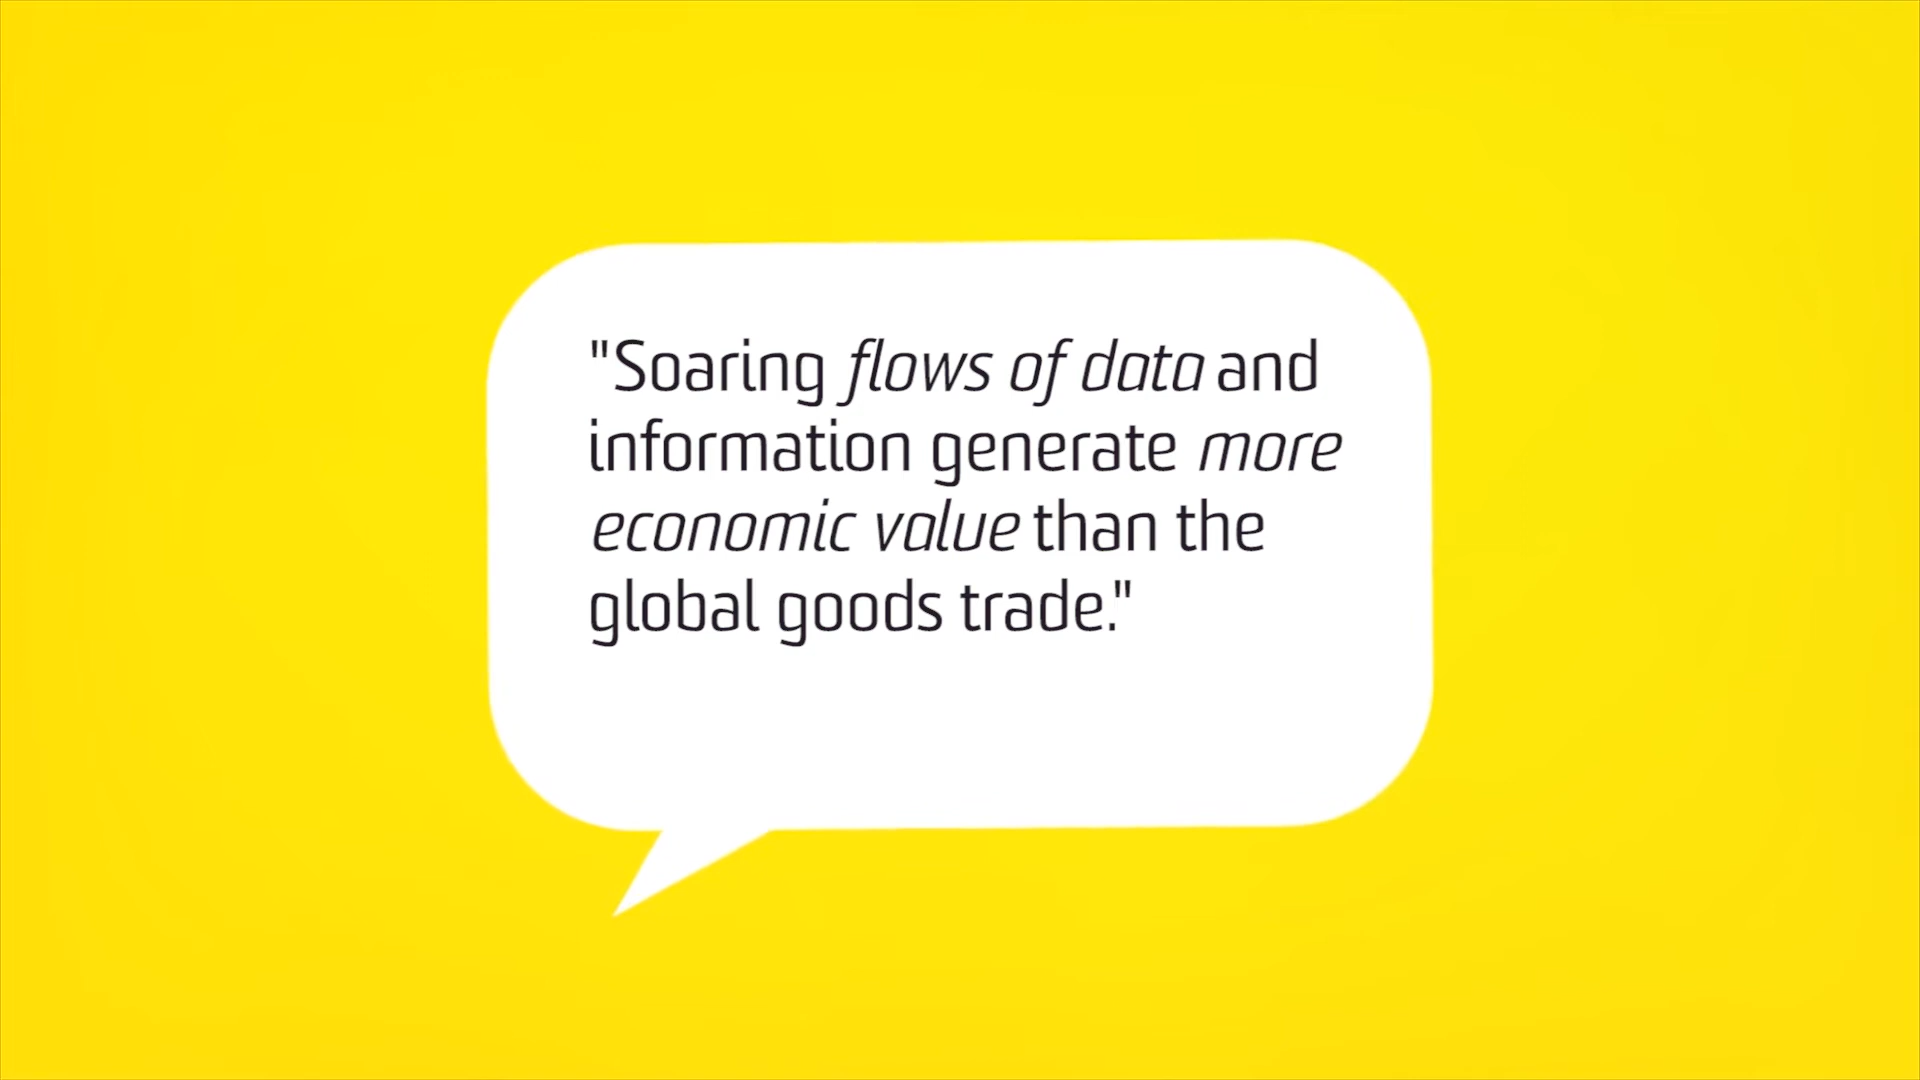 "Soaring flows of data and
information generate more
economic value than the
global goods trade."